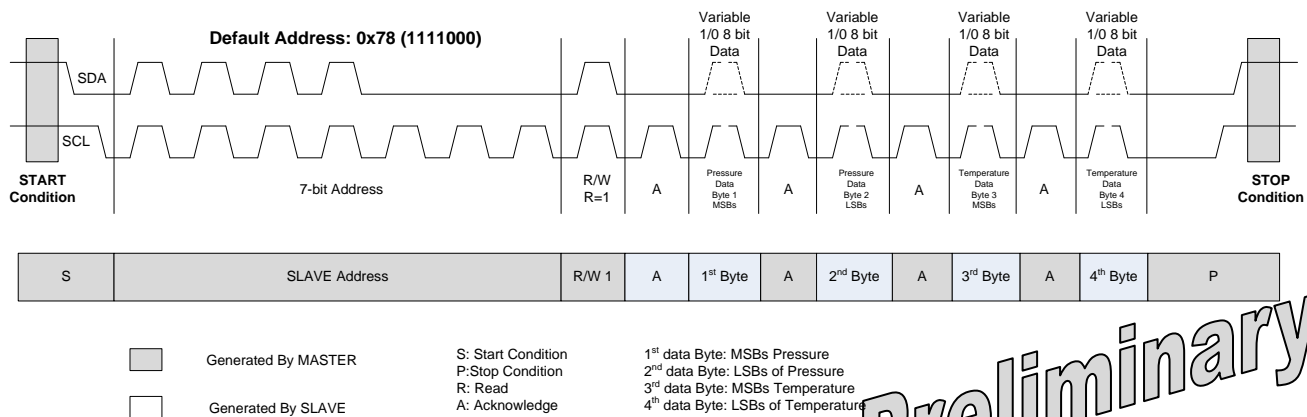 Default Address: 0x78 (1111000)
Variable
1/0 8 bit
Data
Variable
1/0 8 bit
Data
Variable
1/0 8 bit
Data
Variable
1/0 8 bit
Data
SDA
SCL
START
Condition
7-bit Address
R/W
R=1
A
Pressure
Data
Byte 1
MSBs
A
Pressure
Data
Byte 2
LSBs
A
Temperature
Data
Byte 3
MSBs
A
Temperature
Data
Byte 4
LSBs
STOP
Condition
S SLAVE Address R/W 1 A 1st Byte A 2nd Byte A 3rd Byte A 4th Byte P
Generated By MASTER
Generated By SLAVE
S: Start Condition
P:Stop Condition
R: Read
A: Acknowledge
1st data Byte: MSBs Pressure
2nd data Byte: LSBs of Pressure
3rd data Byte: MSBs Temperature
4th data Byte: LSBs of Temperature
Preliminary